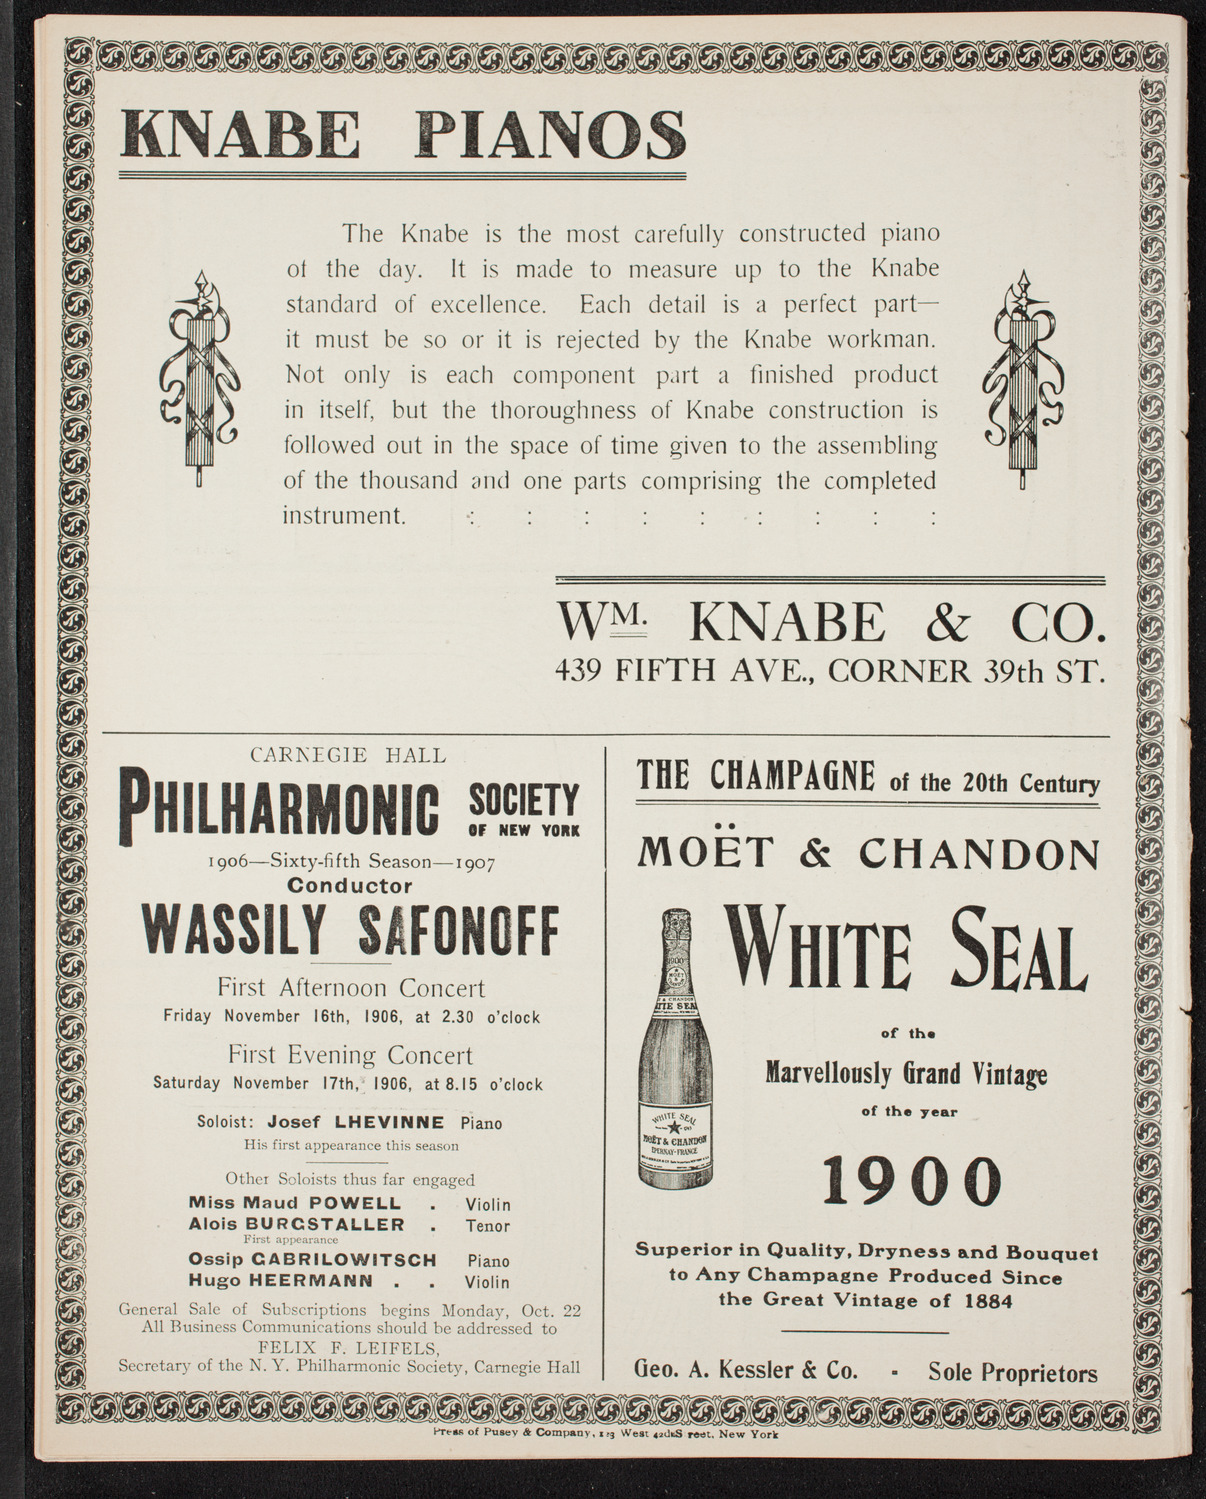 KNABE PIANOS
The Knabe is the most carefully constructed piano
of the day. It is made to measure up to the Knabe
standard of excellence. Each detail is a perfect part—
it must be so or it is rejected by the Knabe workman.
Not only is each component part a finished product
in itself, but the thoroughness of Knabe construction is
followed out in the space of time given to the assembling
of the thousand and one parts comprising the completed
instrument. : : : : : : : : :
WM. KNABE & CO.
439 FIFTH AVE., CORNER 39th ST.
CARNEGIE HALL
PHILHARMONIC SOCIETY
OF NEW YORK
1906—Sixty-fifth Season—1907
Conductor
WASSILY SAFONOFF
First Afternoon Concert
Friday November 16th, 1906, at 2.30 o'clock
First Evening Concert
Saturday November 17th, 1906, at 8.15 o'clock
Soloist: Josef LHEVINNE Piano
His first appearance this season
Other Soloists thus far engaged
Miss Maud POWELL . Violin
Alois BURGSTALLER . Tenor
First appearance
Ossip GABRILOWITSCH Piano
Hugo HEERMANN . . Violin
General Sale of Subscriptions begins Monday, Oct. 22
All Business Communications should be addressed to
FELIX F. LEIFELS,
Secretary of the N. Y. Philharmonic Society, Carnegie Hall
THE CHAMPAGNE of the 20th Century
MOËT & CHANDON
WHITE SEAL
of the
Marvellously Grand Vintage
of the year
1900
1900
MOËT
& CHANDON
ITE SEA
WHITE SEAL
MOËT & CHANDON
EPERNAY-FRANCE
Superior in Quality, Dryness and Bouquet
to Any Champagne Produced Since
the Great Vintage of 1884
Geo. A. Kessler & Co. - Sole Proprietors
Press of Pusey & Company, 123 West 42d S reet, New York